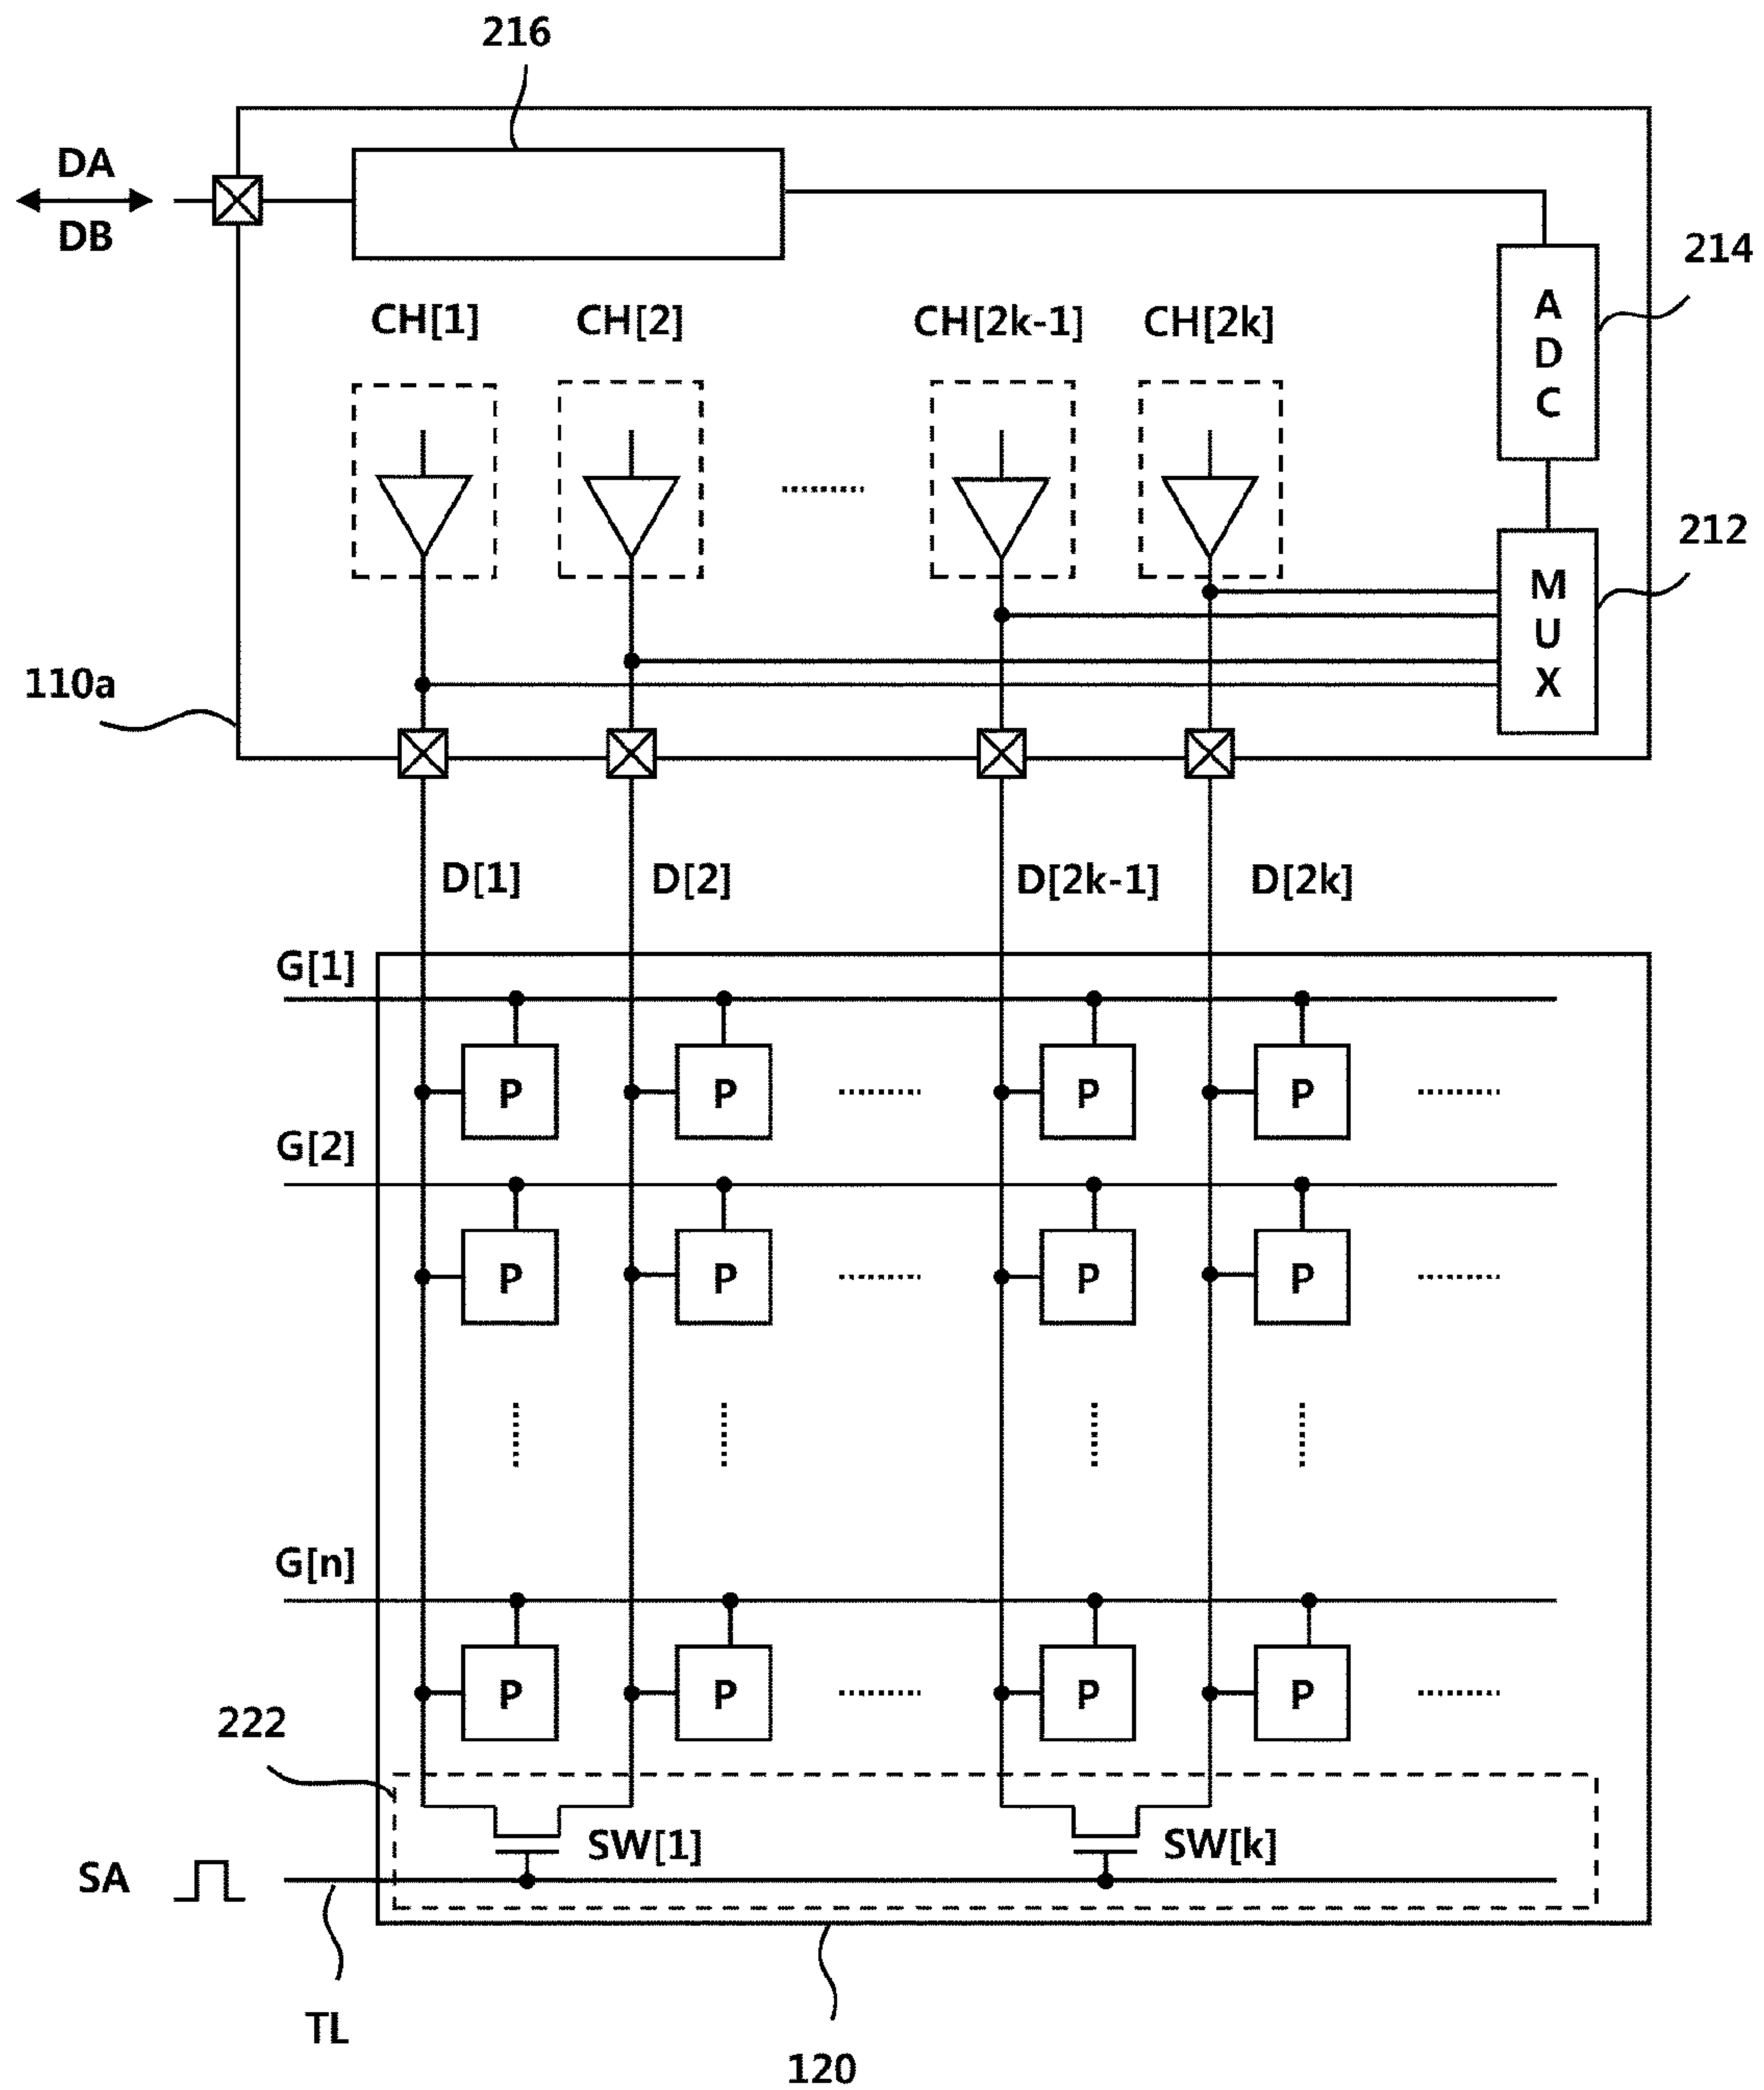 216
DA
DB
214
A
D
C
CH[1] CH[2] CH[2k-1] CH[2k]
212
M
U
X
110a
D[1] D[2] D[2k-1] D[2k]
G[1]
P P P P
G[2]
P P P P
G[n]
P P P P
222
SW[1] SW[k]
SA
TL
120